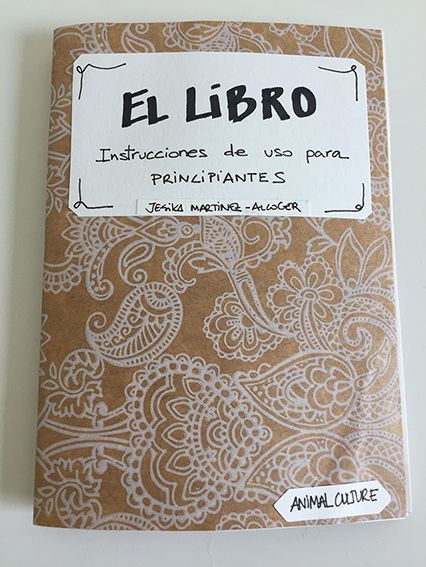 EL LIBRO
Instrucciones de uso para
PRINCIPIANTES
JESIKA MARTINEZ-ALCOCER
ANIMAL CULTURE